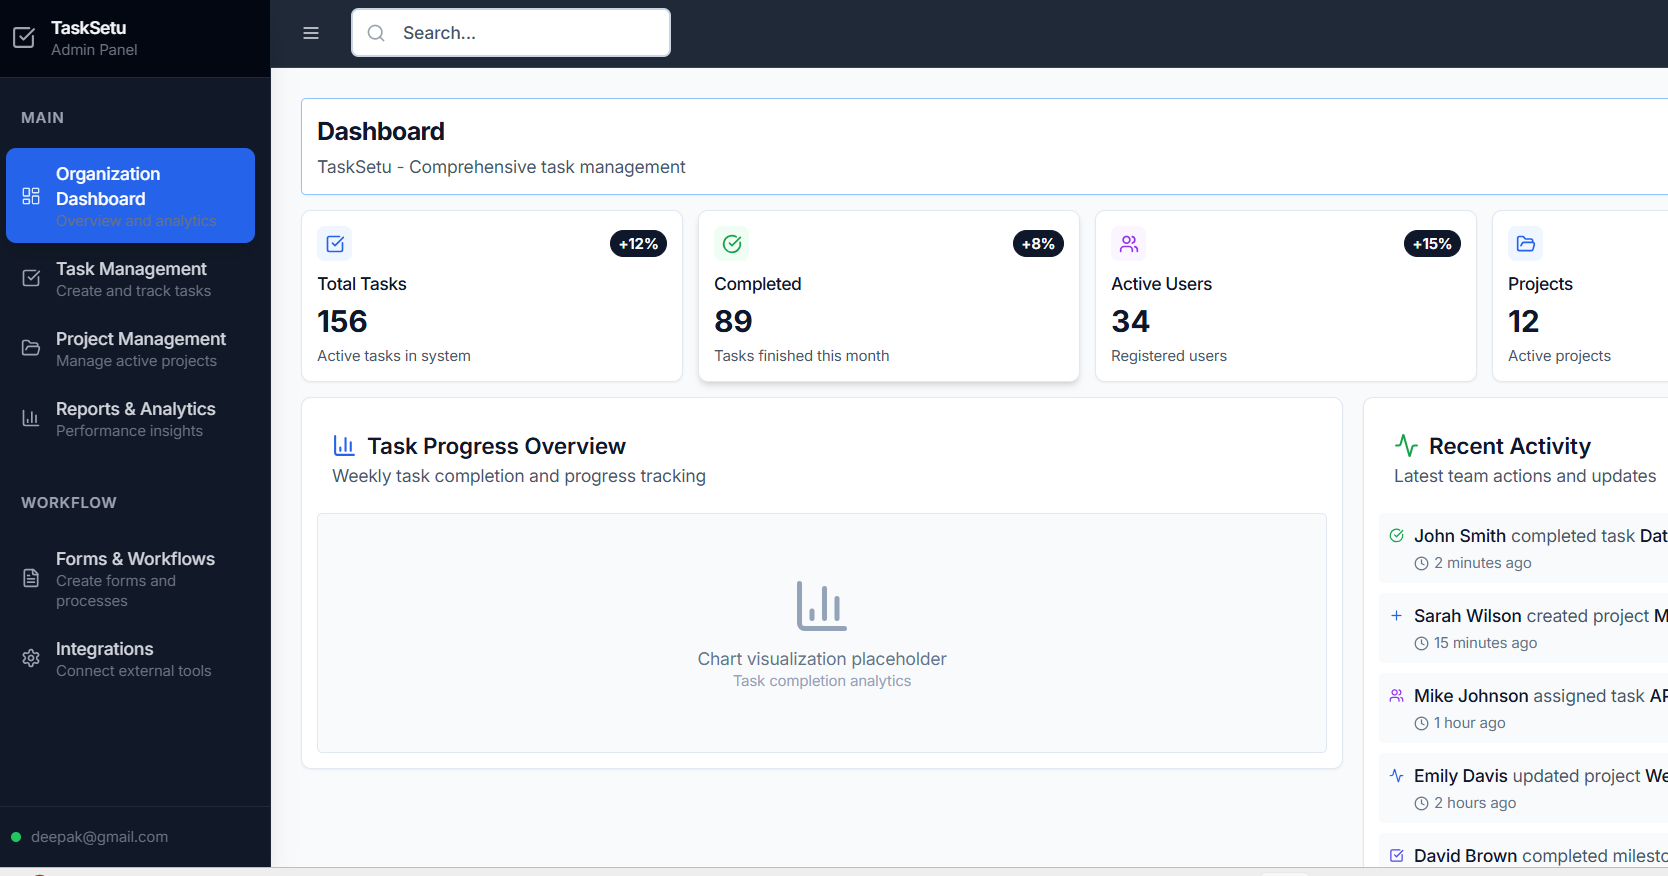 TaskSetu
Admin Panel
Search...
MAIN
Organization
Dashboard
Overview and analytics
Task Management
Create and track tasks
Project Management
Manage active projects
Reports & Analytics
Performance insights
WORKFLOW
Forms & Workflows
Create forms and
processes
Integrations
Connect external tools
deepak@gmail.com
Dashboard
TaskSetu - Comprehensive task management
+12%
Total Tasks
156
Active tasks in system
+8%
Completed
89
Tasks finished this month
+15%
Active Users
34
Registered users
Projects
12
Active projects
Task Progress Overview
Weekly task completion and progress tracking
Chart visualization placeholder
Task completion analytics
Recent Activity
Latest team actions and updates
John Smith completed task
2 minutes ago
Sarah Wilson created project
15 minutes ago
Mike Johnson assigned task
1 hour ago
Emily Davis updated project
2 hours ago
David Brown completed